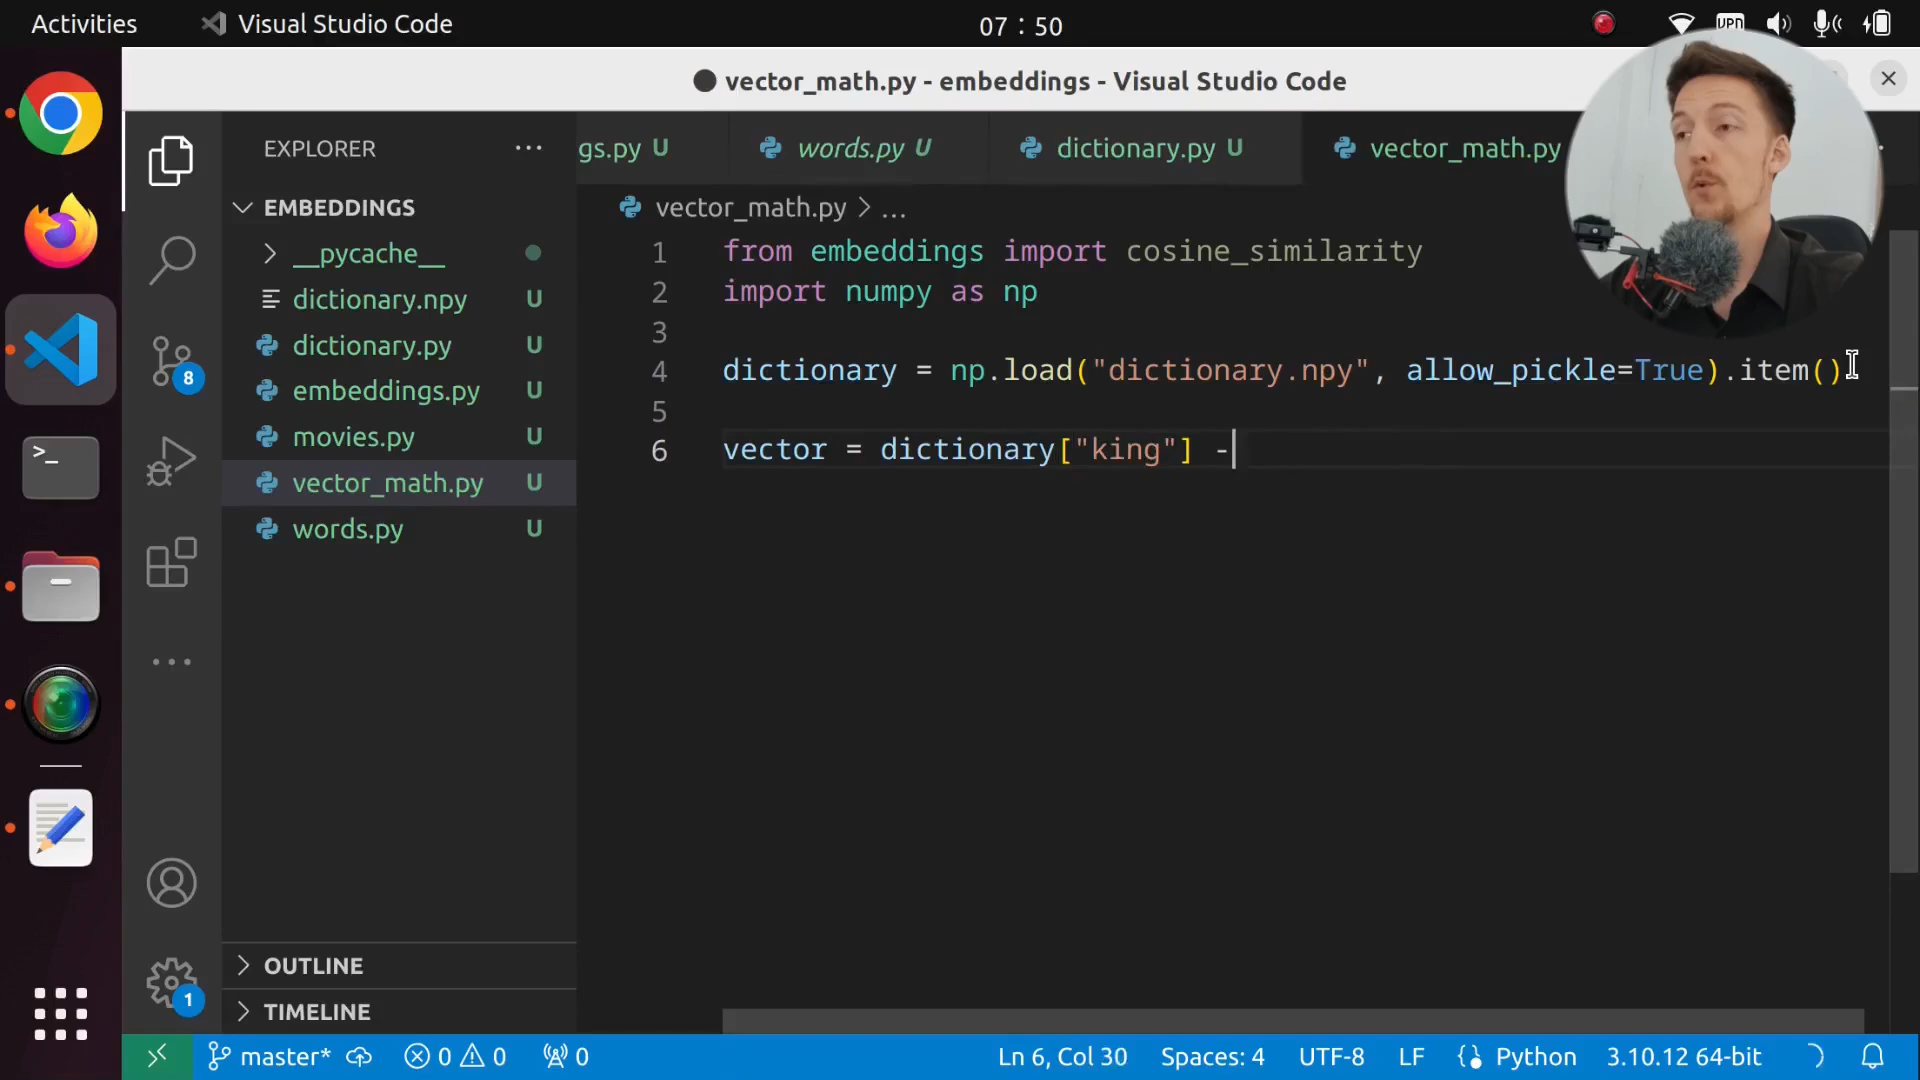 Activities
Visual Studio Code
07 : 50
VPN
vector_math.py - embeddings - Visual Studio Code
EXPLORER
gs.py U
words.py U
dictionary.py U
vector_math.py
EMBEDDINGS
__pycache__
dictionary.npy U
dictionary.py U
embeddings.py U
movies.py U
vector_math.py U
words.py U
vector_math.py > ...
1 from embeddings import cosine_similarity
2 import numpy as np
3
4 dictionary = np.load("dictionary.npy", allow_pickle=True).item()
5
6 vector = dictionary["king"] -
8
>_
OUTLINE
1
TIMELINE
master* 0 0 0 Ln 6, Col 30 Spaces: 4 UTF-8 LF Python 3.10.12 64-bit